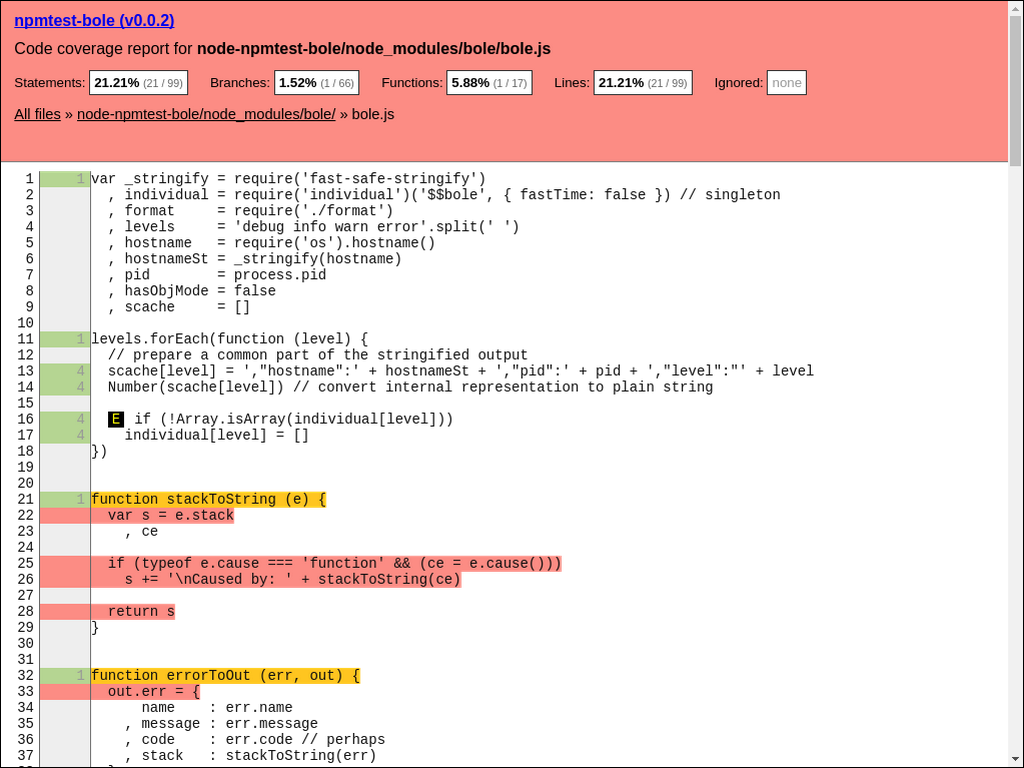 npmtest-bole (v0.0.2)
Code coverage report for node-npmtest-bole/node_modules/bole/bole.js
Statements: 21.21% (21 / 99) Branches: 1.52% (1 / 66) Functions: 5.88% (1 / 17) Lines: 21.21% (21 / 99) Ignored: none
All files » node-npmtest-bole/node_modules/bole/ » bole.js
1 1 var _stringify = require('fast-safe-stringify')
2 , individual = require('individual')('$$bole', { fastTime: false }) // singleton
3 , format     = require('./format')
4 , levels     = 'debug info warn error'.split(' ')
5 , hostname   = require('os').hostname()
6 , hostnameSt = _stringify(hostname)
7 , pid        = process.pid
8 , hasObjMode = false
9 , scache     = []
10
11 1 levels.forEach(function (level) {
12 // prepare a common part of the stringified output
13 4 scache[level] = ',"hostname":' + hostnameSt + ',"pid":' + pid + ',"level":"' + level
14 4 Number(scache[level]) // convert internal representation to plain string
15
16 4 E if (!Array.isArray(individual[level]))
17 4 individual[level] = []
18 })
19
20
21 1 function stackToString (e) {
22 var s = e.stack
23 , ce
24
25 if (typeof e.cause === 'function' && (ce = e.cause()))
26 s += '\nCaused by: ' + stackToString(ce)
27
28 return s
29 }
30
31
32 1 function errorToOut (err, out) {
33 out.err = {
34 name    : err.name
35 , message : err.message
36 , code    : err.code // perhaps
37 , stack   : stackToString(err)